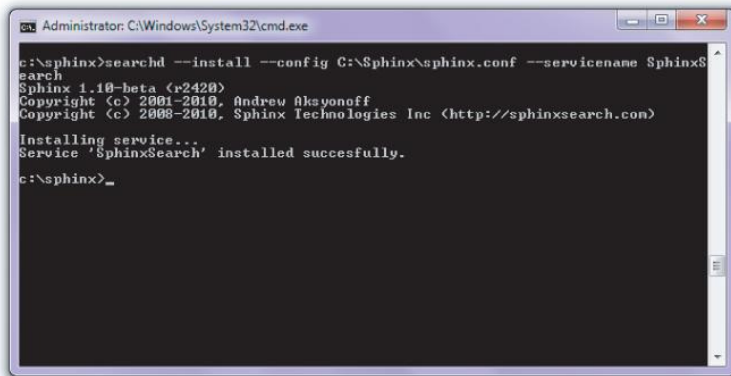 Administrator: C:\Windows\System32\cmd.exe
c:\sphinx>searchd --install --config C:\Sphinx\sphinx.conf --servicename SphinxS
earch
Sphinx 1.10-beta (r2420)
Copyright (c) 2001-2010, Andrew Aksyonoff
Copyright (c) 2008-2010, Sphinx Technologies Inc (http://sphinxsearch.com)
Installing service...
Service 'SphinxSearch' installed succesfully.
c:\sphinx>_